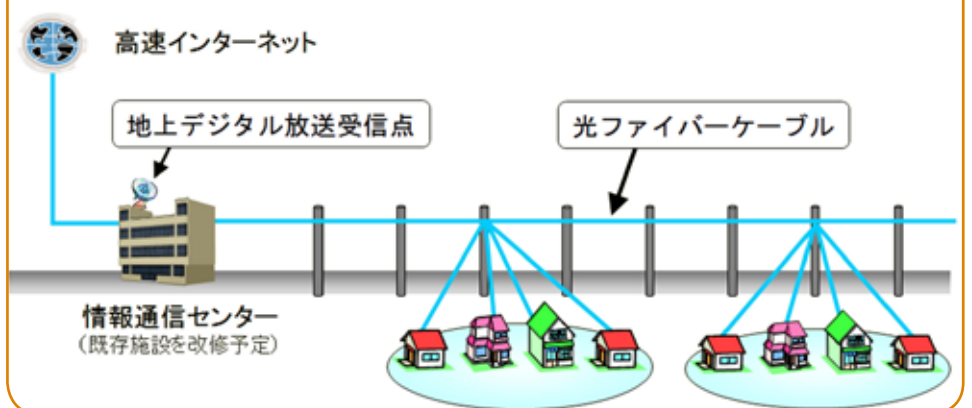 高速インターネット
地上デジタル放送受信点
光ファイバーケーブル
情報通信センター
（既存施設を改修予定）